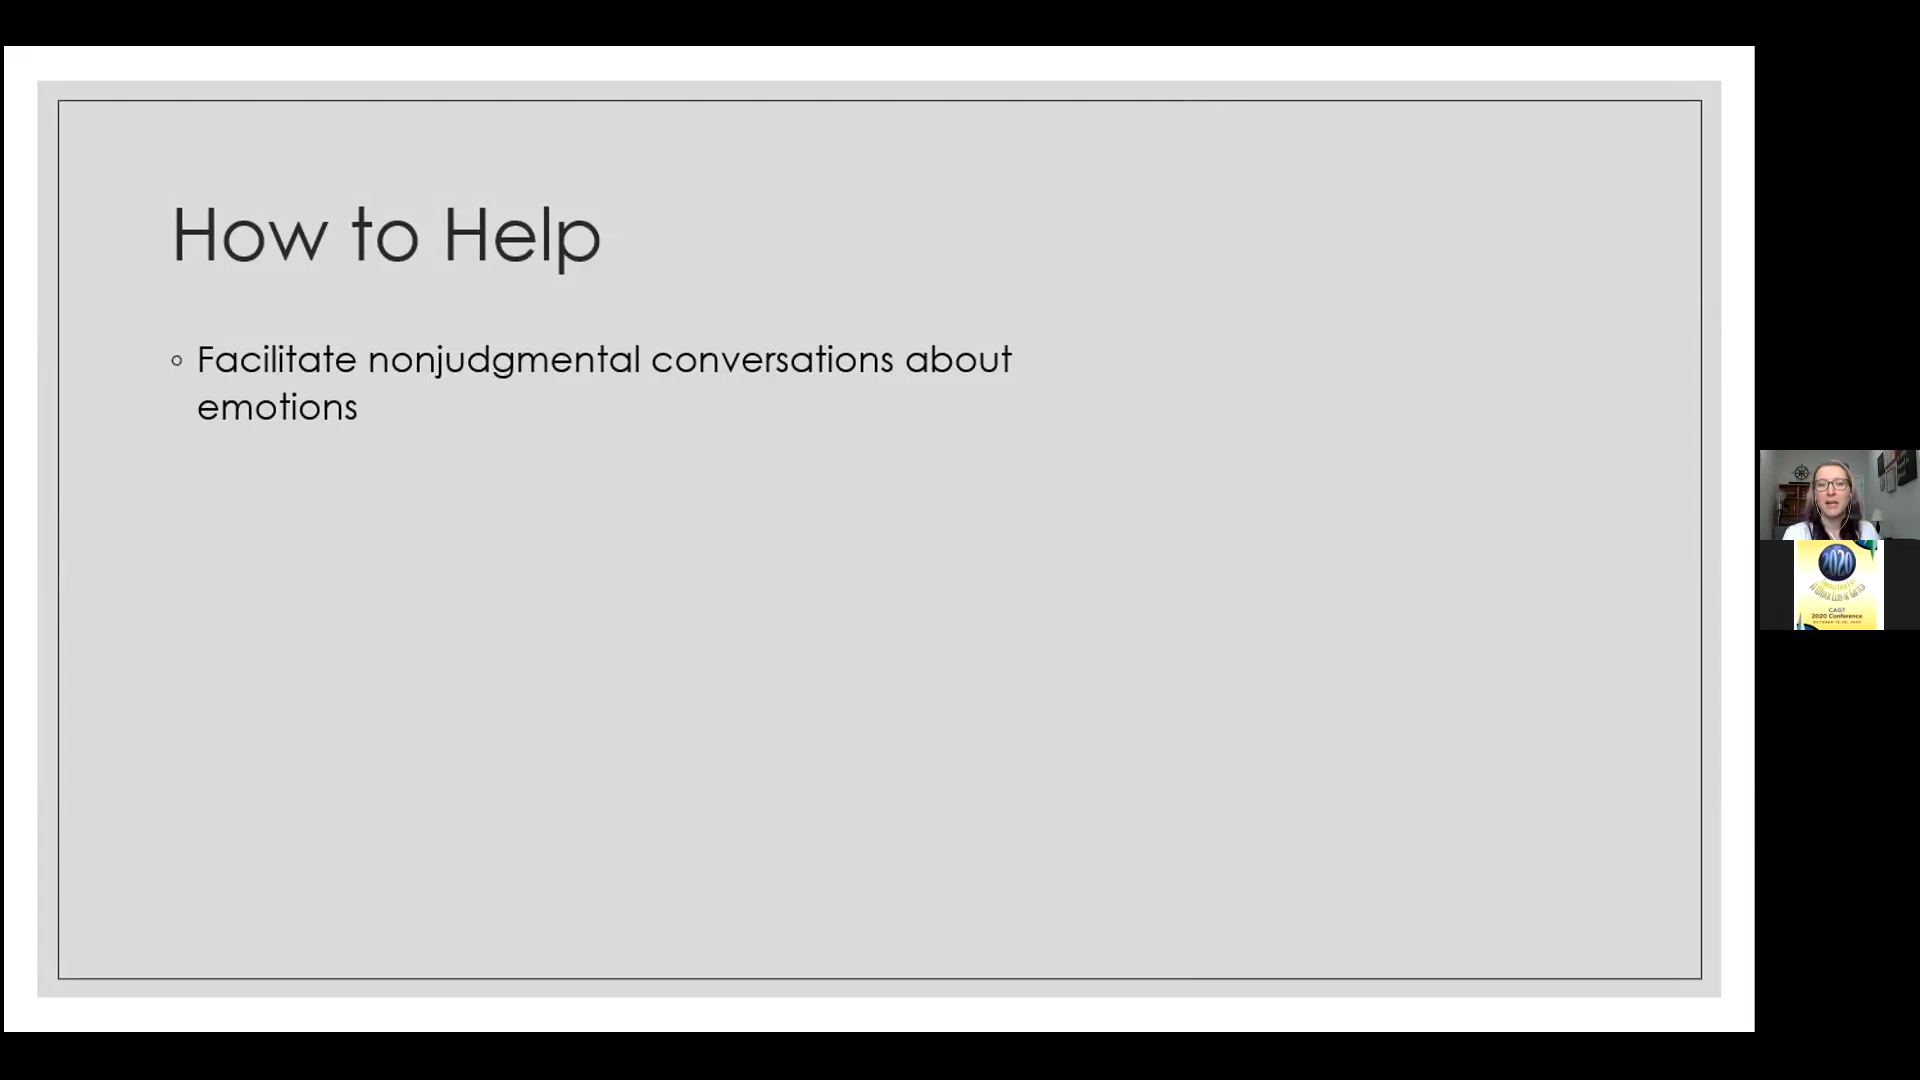 How to Help
Facilitate nonjudgmental conversations about
emotions
2020
CAGT
2020 Conference